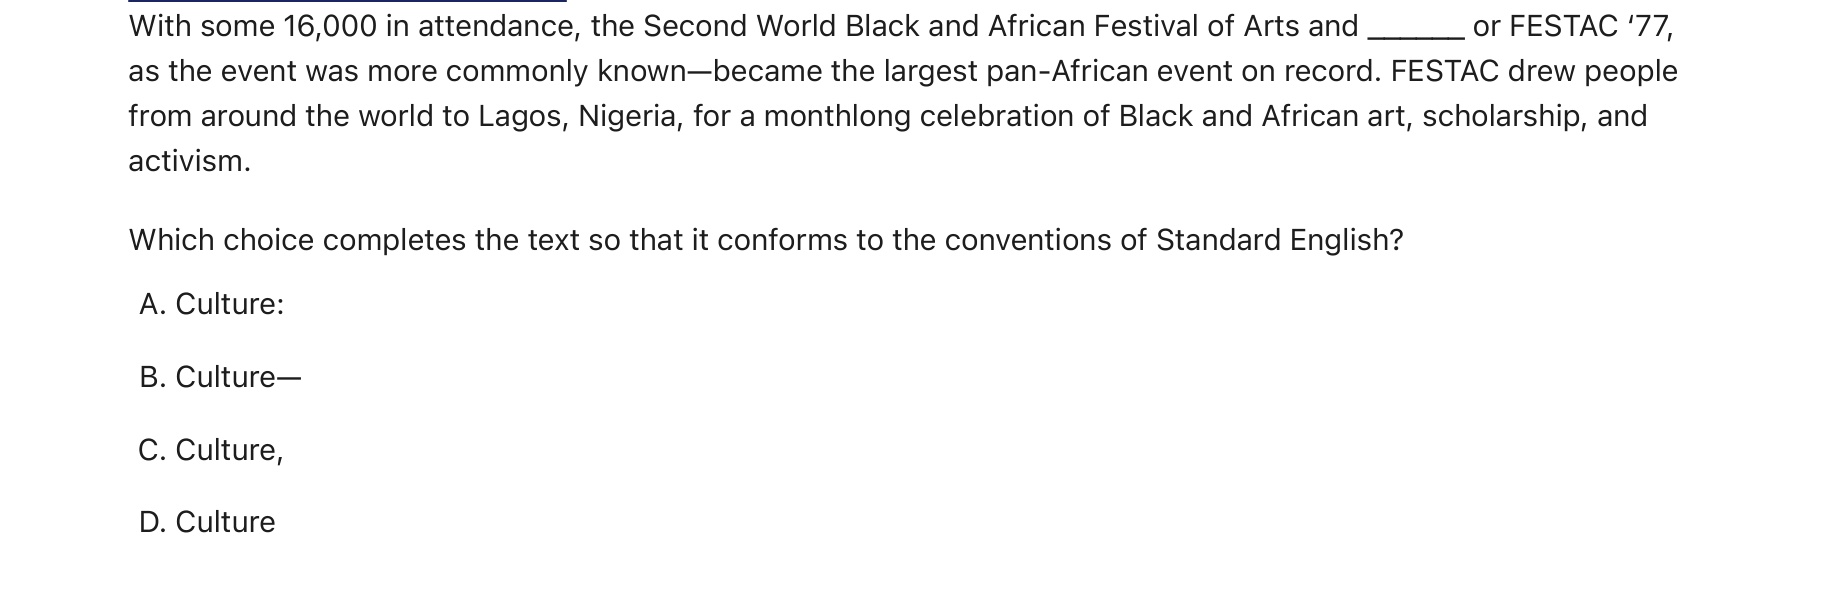 With some 16,000 in attendance, the Second World Black and African Festival of Arts and ______ or FESTAC ‘77,
as the event was more commonly known—became the largest pan-African event on record. FESTAC drew people
from around the world to Lagos, Nigeria, for a monthlong celebration of Black and African art, scholarship, and
activism.
Which choice completes the text so that it conforms to the conventions of Standard English?
A. Culture:
B. Culture—
C. Culture,
D. Culture